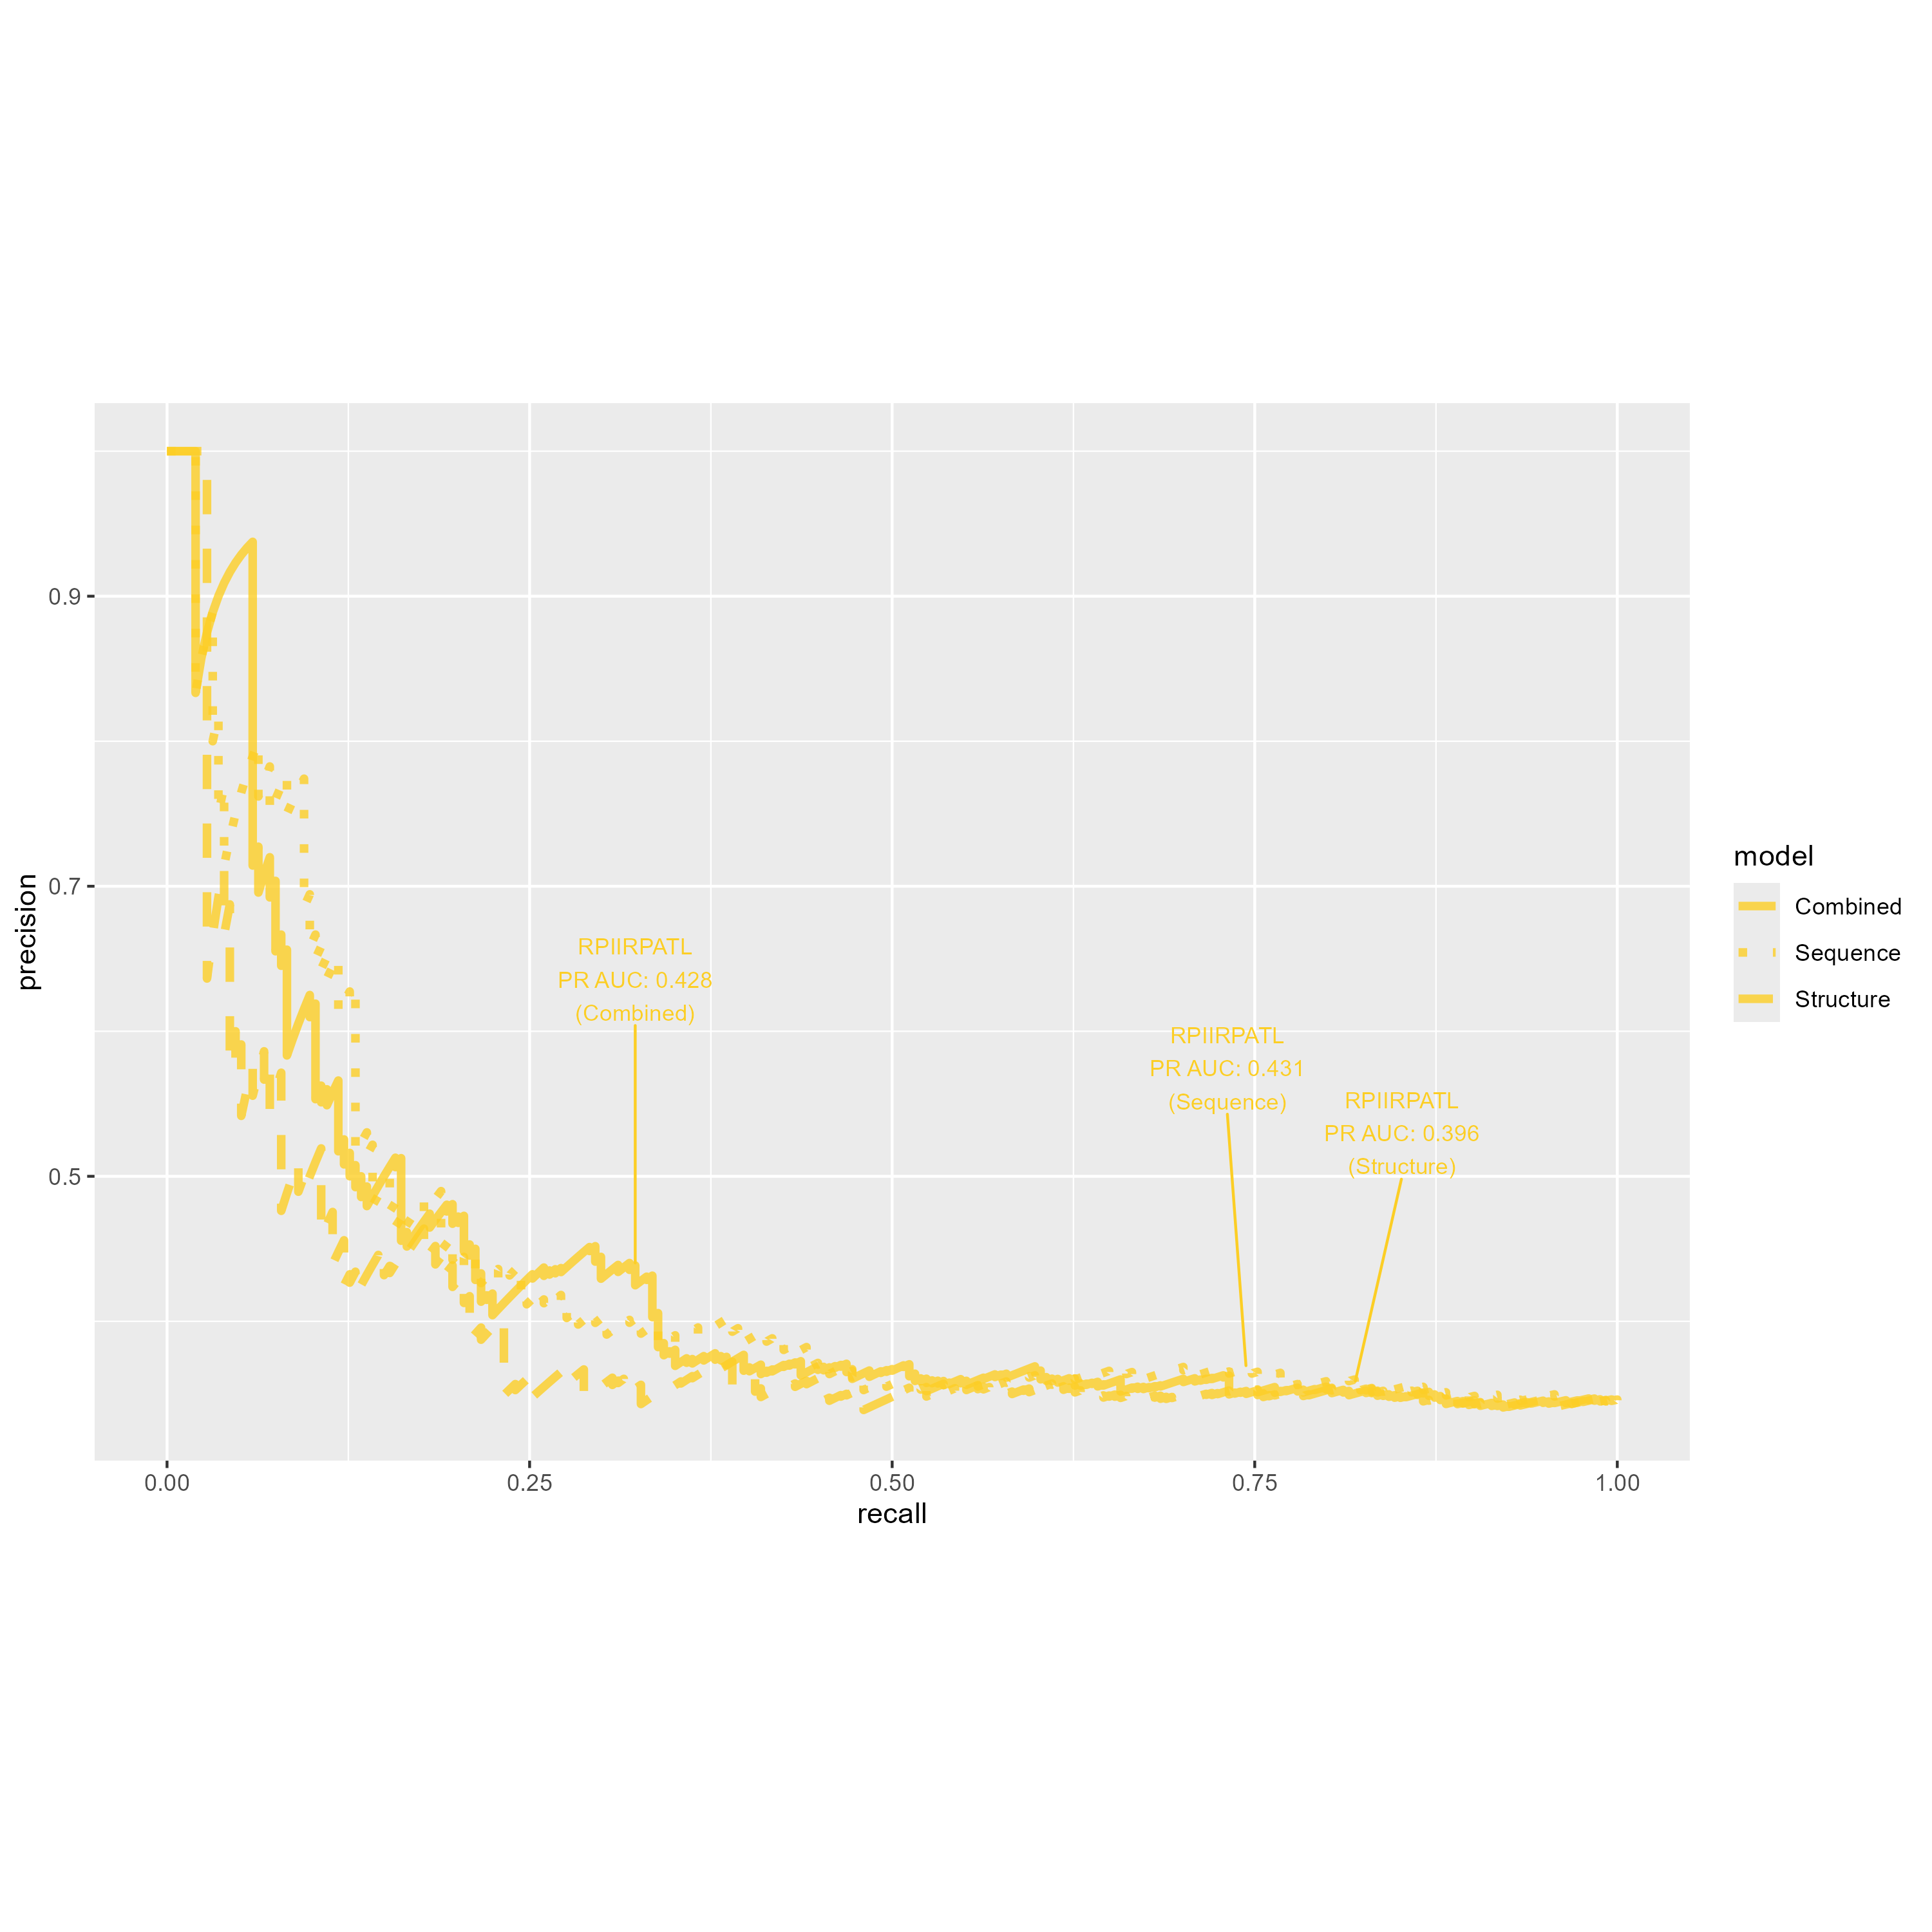 RPIIRPATL
PR AUC: 0.428
(Combined)
RPIIRPATL
PR AUC: 0.431
(Sequence)
RPIIRPATL
PR AUC: 0.396
(Structure)
0.9
0.7
0.5
precision
0.00 0.25 0.50 0.75 1.00
recall
model
Combined
Sequence
Structure